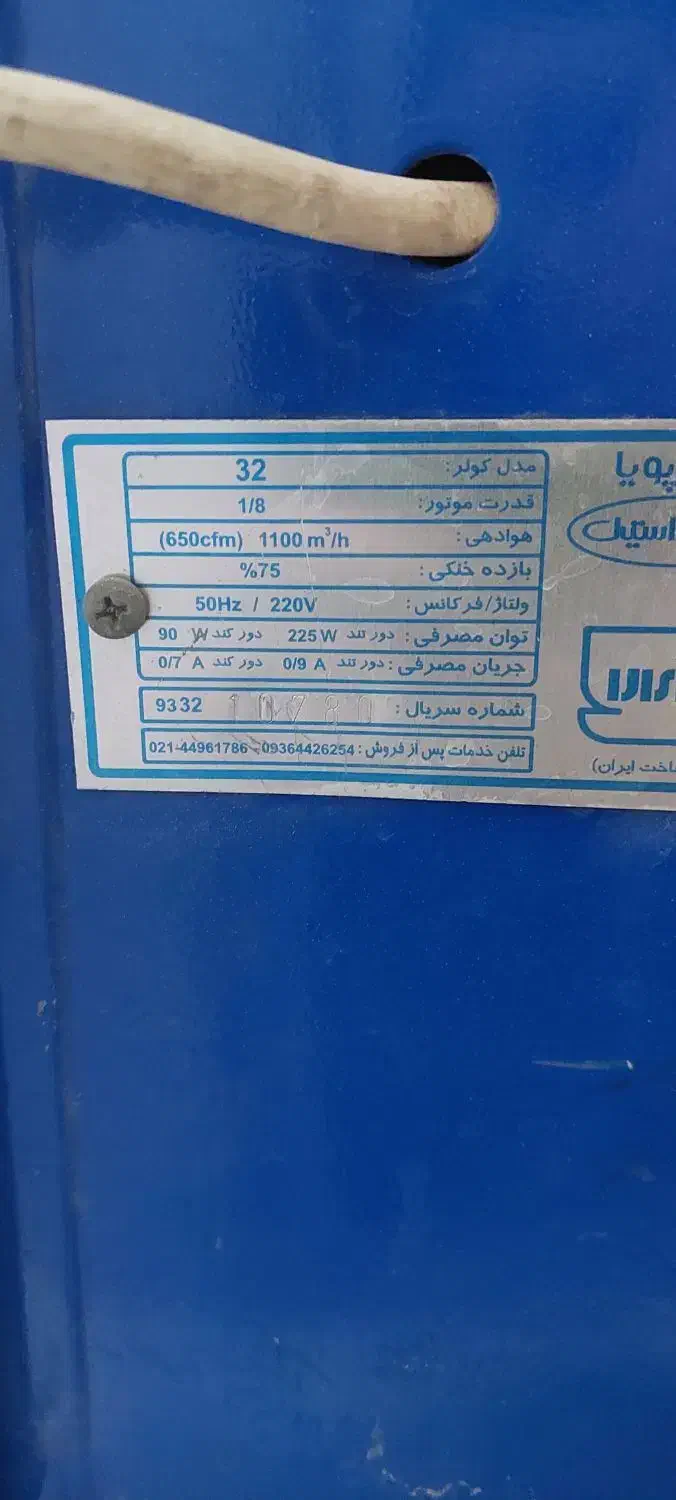 مدل کولر: 32
قدرت موتور: 1/8
هوادهی: 1100 m³/h (650cfm)
بازده خنکی: %75
ولتاژ/فرکانس: 50Hz / 220V
توان مصرفی: دور تند 225W دور کند 90 W
جریان مصرفی: دور تند 0/9 A دور کند 0/7 A
شماره سریال: 9332
تلفن خدمات پس از فروش: 09364426254 - 021-44961786
پویا
استیل
ایران)